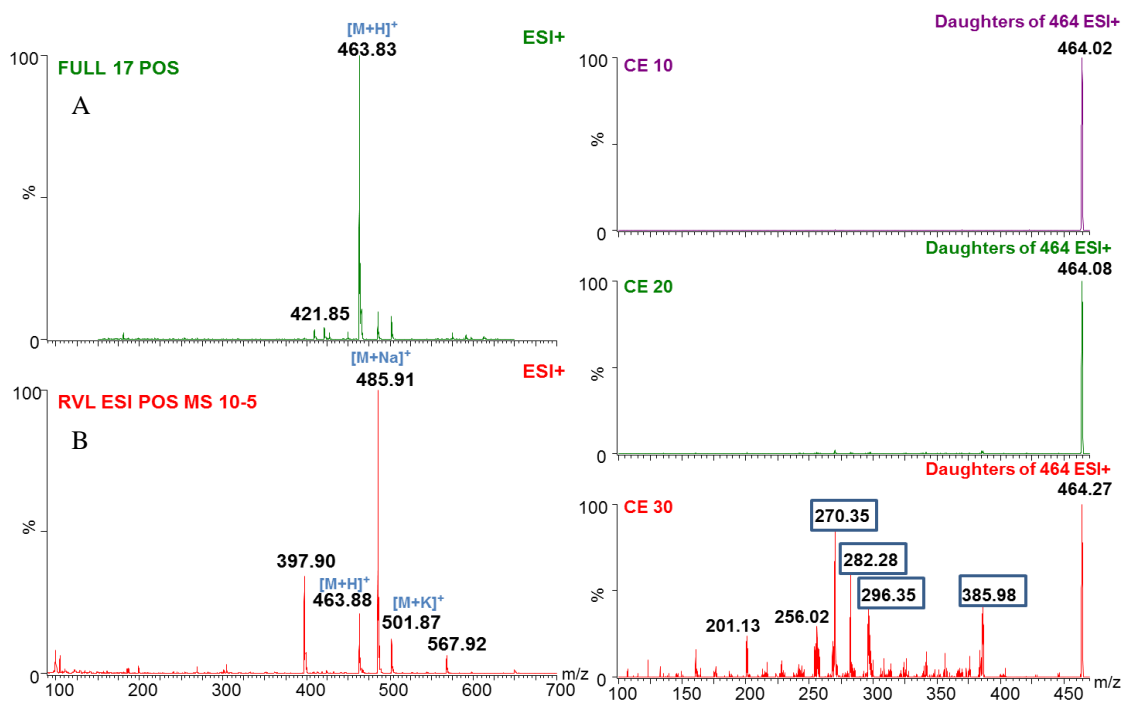 [M+H]+
463.83
ESI+
100
FULL 17 POS
A
%
421.85
0
[M+Na]+
485.91
ESI+
100
RVL ESI POS MS 10-5
B
%
397.90
[M+H]+
463.88
[M+K]+
501.87
567.92
0
m/z
100 200 300 400 500 600 700
Daughters of 464 ESI+
464.02
100
CE 10
%
0
Daughters of 464 ESI+
464.08
100
CE 20
%
0
Daughters of 464 ESI+
464.27
100
CE 30
270.35
282.28
296.35
385.98
%
201.13
256.02
0
m/z
100 150 200 250 300 350 400 450